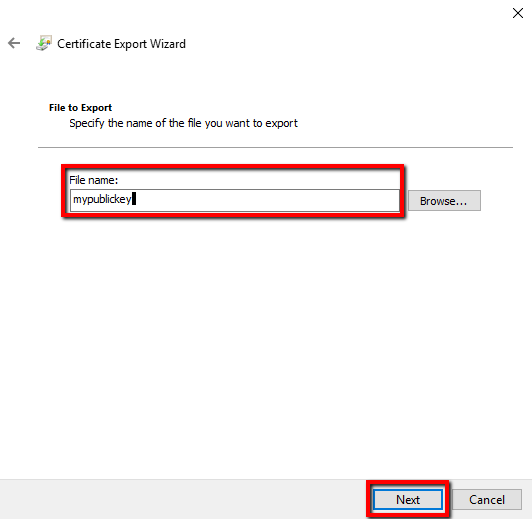 Certificate Export Wizard
File to Export
Specify the name of the file you want to export
File name:
mypublickey
Browse...
Next
Cancel